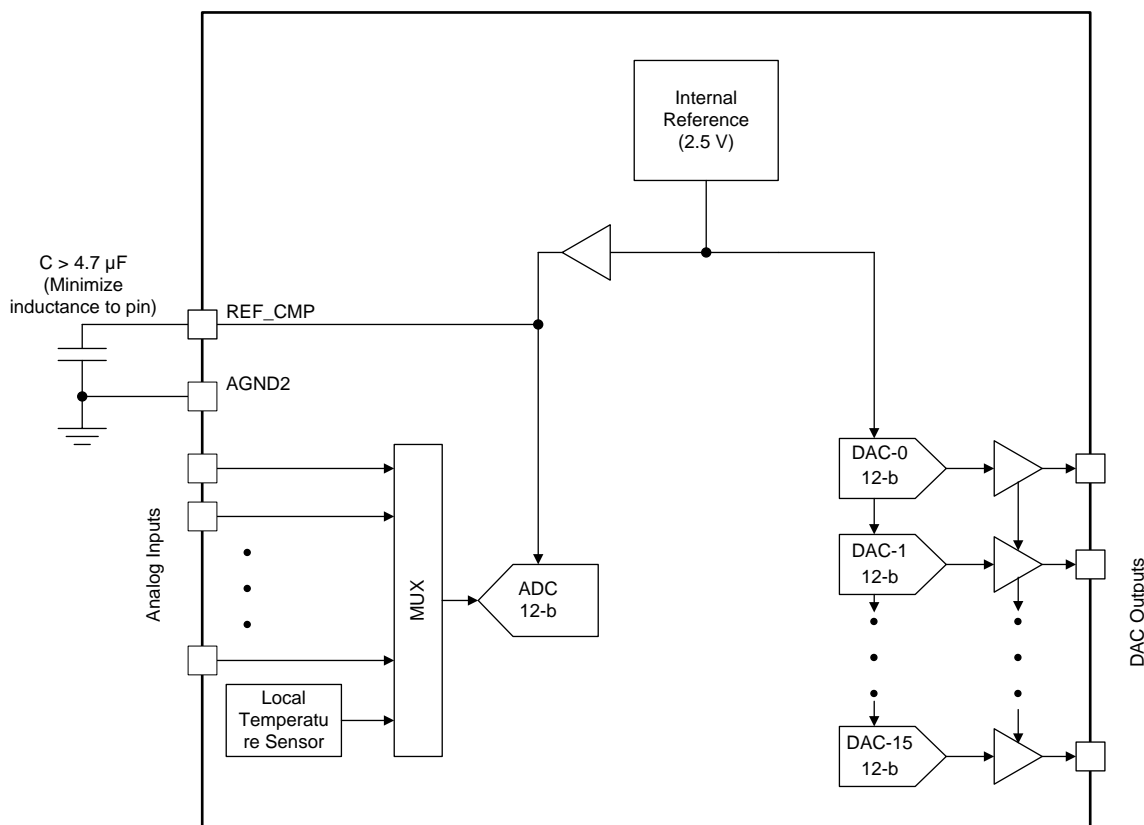 Internal
Reference
(2.5 V)
C > 4.7 µF
(Minimize
inductance to pin)
REF_CMP
AGND2
Analog Inputs
MUX
ADC
12-b
Local
Temperatu
re Sensor
DAC-0
12-b
DAC-1
12-b
DAC-15
12-b
DAC Outputs